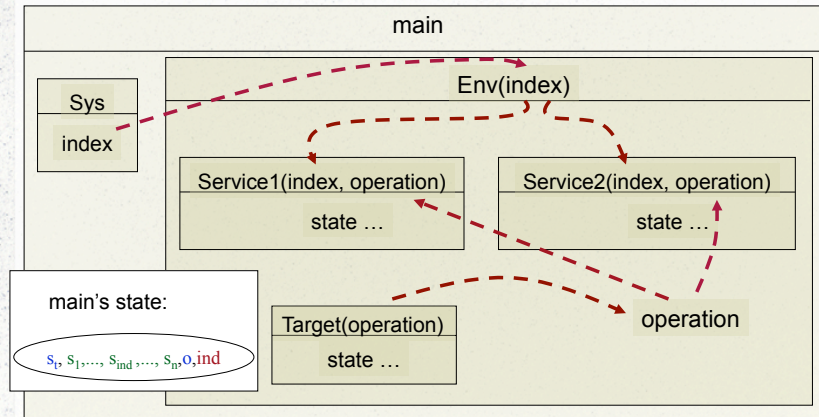 main
Sys
index
Env(index)
Service1(index, operation)
state …
Service2(index, operation)
state …
Target(operation)
state …
operation
main’s state:
sₜ, s₁,..., s_ind ,..., sₙ,o,ind